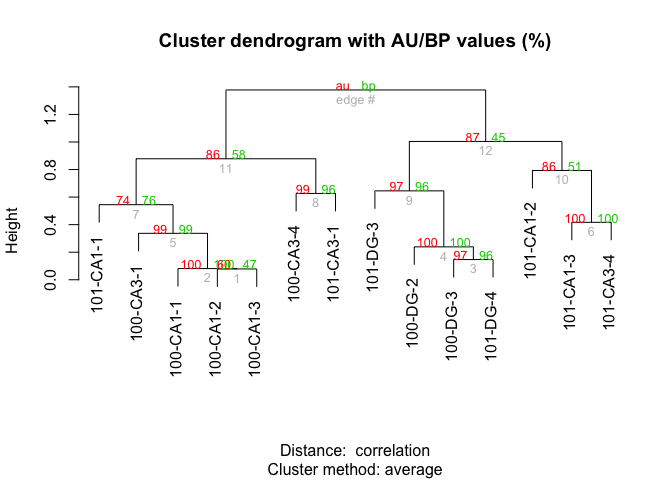 Cluster dendrogram with AU/BP values (%)
au bp
edge #
87 45
12
86 58
11
86 51
10
99 96
8
97 96
9
74 76
7
100 100
6
99 99
5
100 100
4
97 96
3
100 100
2
60 47
1
Height
0.0 0.4 0.8 1.2
101-CA1-1
100-CA3-1
100-CA1-1
100-CA1-2
100-CA1-3
100-CA3-4
101-CA3-1
101-DG-3
100-DG-2
100-DG-3
101-DG-4
101-CA1-2
101-CA1-3
101-CA3-4
Distance: correlation
Cluster method: average